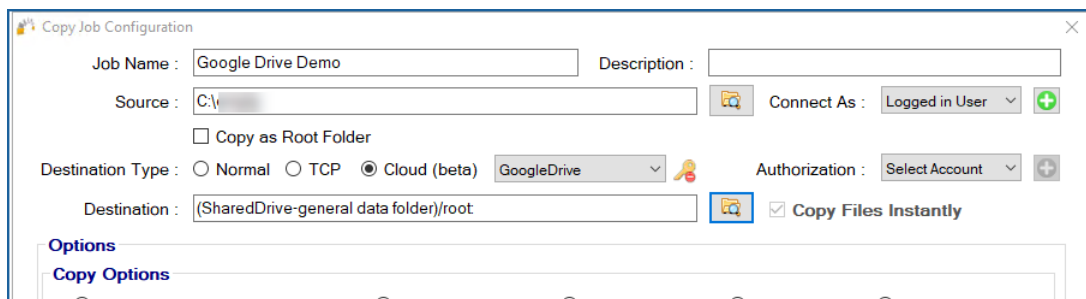 Copy Job Configuration
Job Name : Google Drive Demo Description :
Source : C:\ Connect As : Logged in User
Copy as Root Folder
Destination Type : Normal TCP Cloud (beta) GoogleDrive Authorization : Select Account
Destination : (SharedDrive-general data folder)/root: Copy Files Instantly
Options
Copy Options